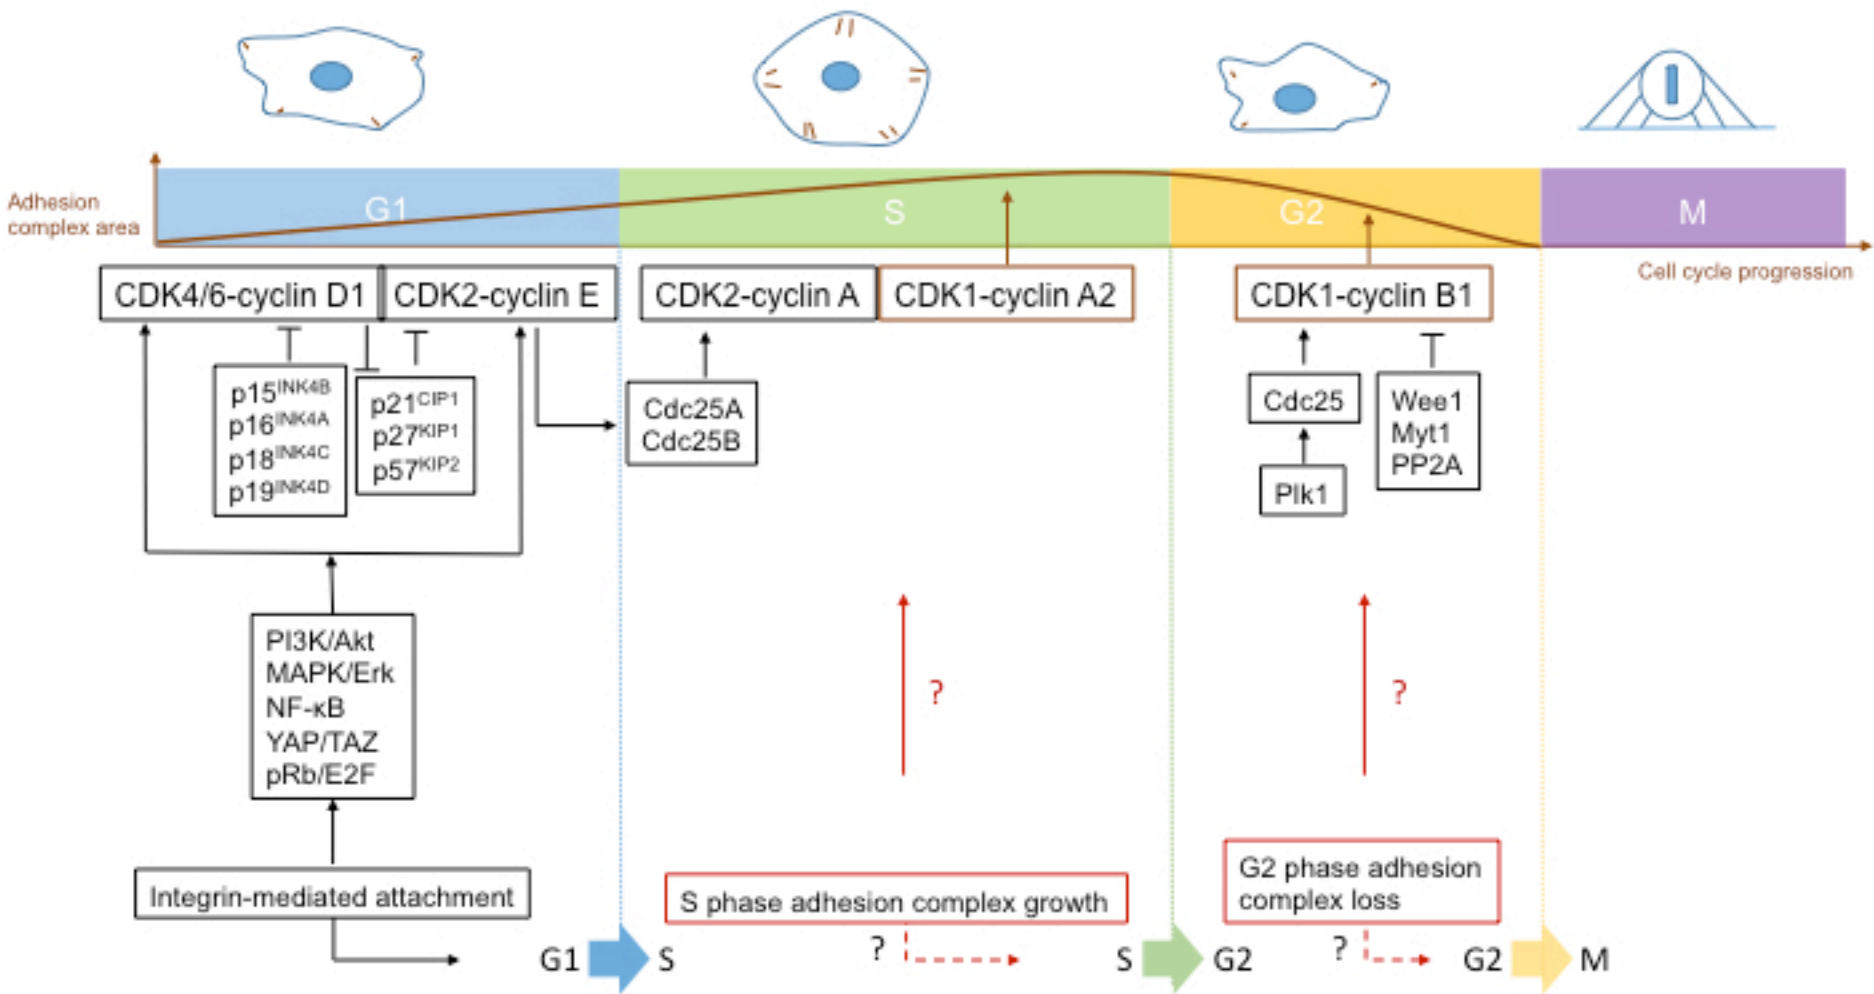 Adhesion
complex area
G1
S
G2
M
Cell cycle progression
CDK4/6-cyclin D1
CDK2-cyclin E
CDK2-cyclin A
CDK1-cyclin A2
CDK1-cyclin B1
p15INK4B
p16INK4A
p18INK4C
p19INK4D
p21CIP1
p27KIP1
p57KIP2
Cdc25A
Cdc25B
Cdc25
Plk1
Wee1
Myt1
PP2A
PI3K/Akt
MAPK/Erk
NF-κB
YAP/TAZ
pRb/E2F
?
?
Integrin-mediated attachment
S phase adhesion complex growth
G2 phase adhesion
complex loss
G1
S
?
S
G2
?
G2
M